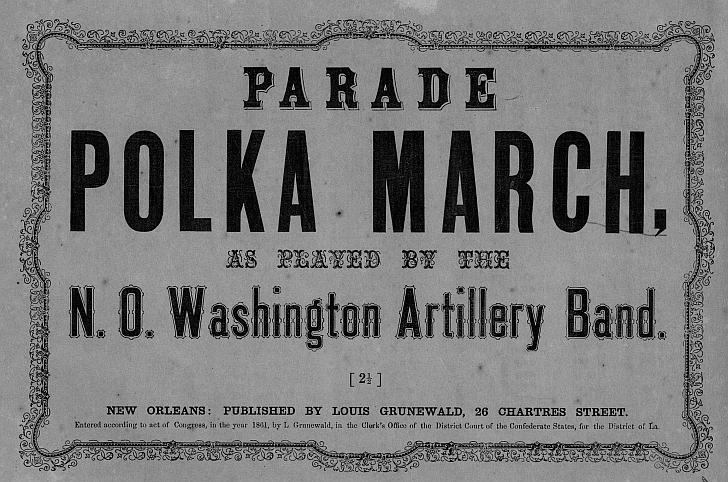 PARADE
POLKA MARCH,
AS PLAYED BY THE
N. O. Washington Artillery Band.
[ 2½ ]
NEW ORLEANS: PUBLISHED BY LOUIS GRUNEWALD, 26 CHARTRES STREET.
Entered according to act of Congress, in the year 1861, by L Grunewald, in the Clerk's Office of the District Court of the Confederate States, for the District of La.